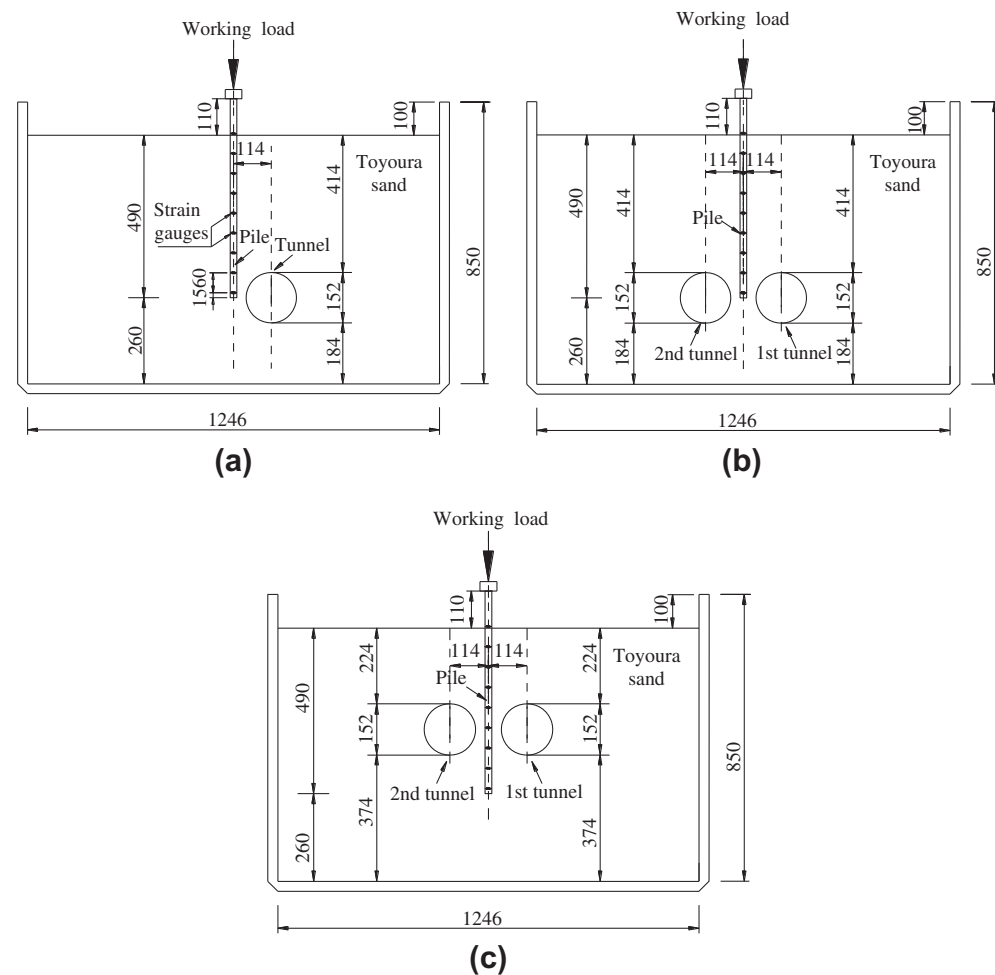 Working load
110
100
114
Toyoura
sand
414
490
850
Strain
gauges
Pile
Tunnel
1560
152
260
184
1246
(a)
Working load
110
100
114
114
Toyoura
sand
490
414
414
850
Pile
152
152
260
184
2nd tunnel
1st tunnel
184
1246
(b)
Working load
110
100
224
114
114
224
Toyoura
sand
Pile
490
152
152
850
2nd tunnel
1st tunnel
260
374
374
1246
(c)